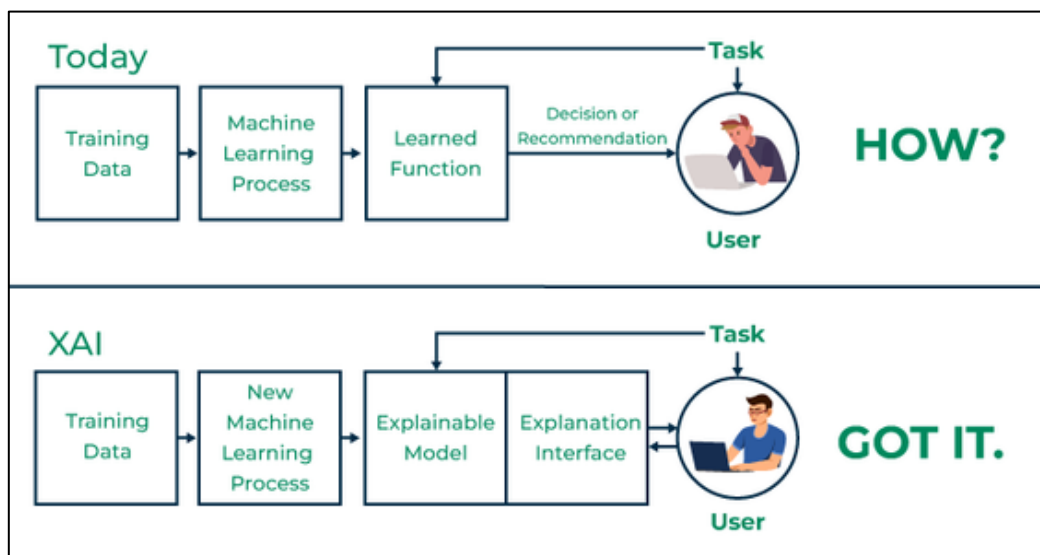 Today
Task
Training
Data
Machine
Learning
Process
Learned
Function
Decision or
Recommendation
HOW?
User
XAI
Task
Training
Data
New
Machine
Learning
Process
Explainable
Model
Explanation
Interface
GOT IT.
User